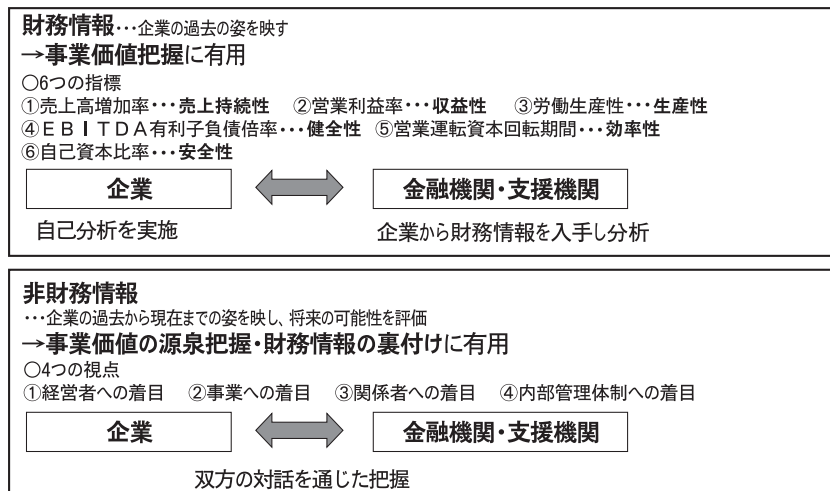 財務情報･･･企業の過去の姿を映す
→事業価値把握に有用
○6つの指標
①売上高増加率･･･売上持続性 ②営業利益率･･･収益性 ③労働生産性･･･生産性
④ＥＢＩＴＤＡ有利子負債倍率･･･健全性 ⑤営業運転資本回転期間･･･効率性
⑥自己資本比率･･･安全性
企業 金融機関･支援機関
自己分析を実施 企業から財務情報を入手し分析
非財務情報
･･･企業の過去から現在までの姿を映し、将来の可能性を評価
→事業価値の源泉把握･財務情報の裏付けに有用
○4つの視点
①経営者への着目 ②事業への着目 ③関係者への着目 ④内部管理体制への着目
企業 金融機関･支援機関
双方の対話を通じた把握